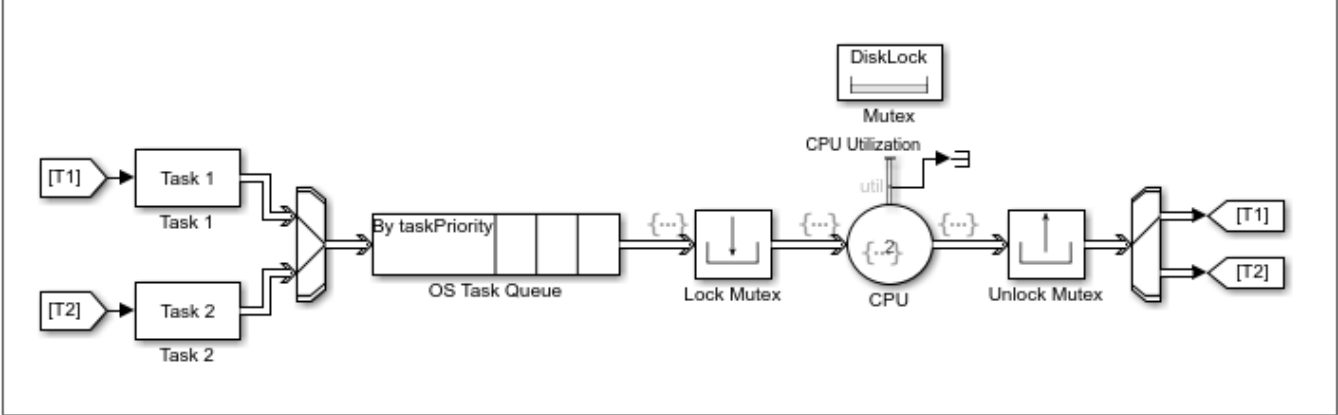 DiskLock
Mutex
CPU Utilization
util
[T1]
Task 1
Task 1
[T2]
Task 2
Task 2
By taskPriority
OS Task Queue
{...}
Lock Mutex
{...}
{...}
2
CPU
{...}
Unlock Mutex
[T1]
[T2]